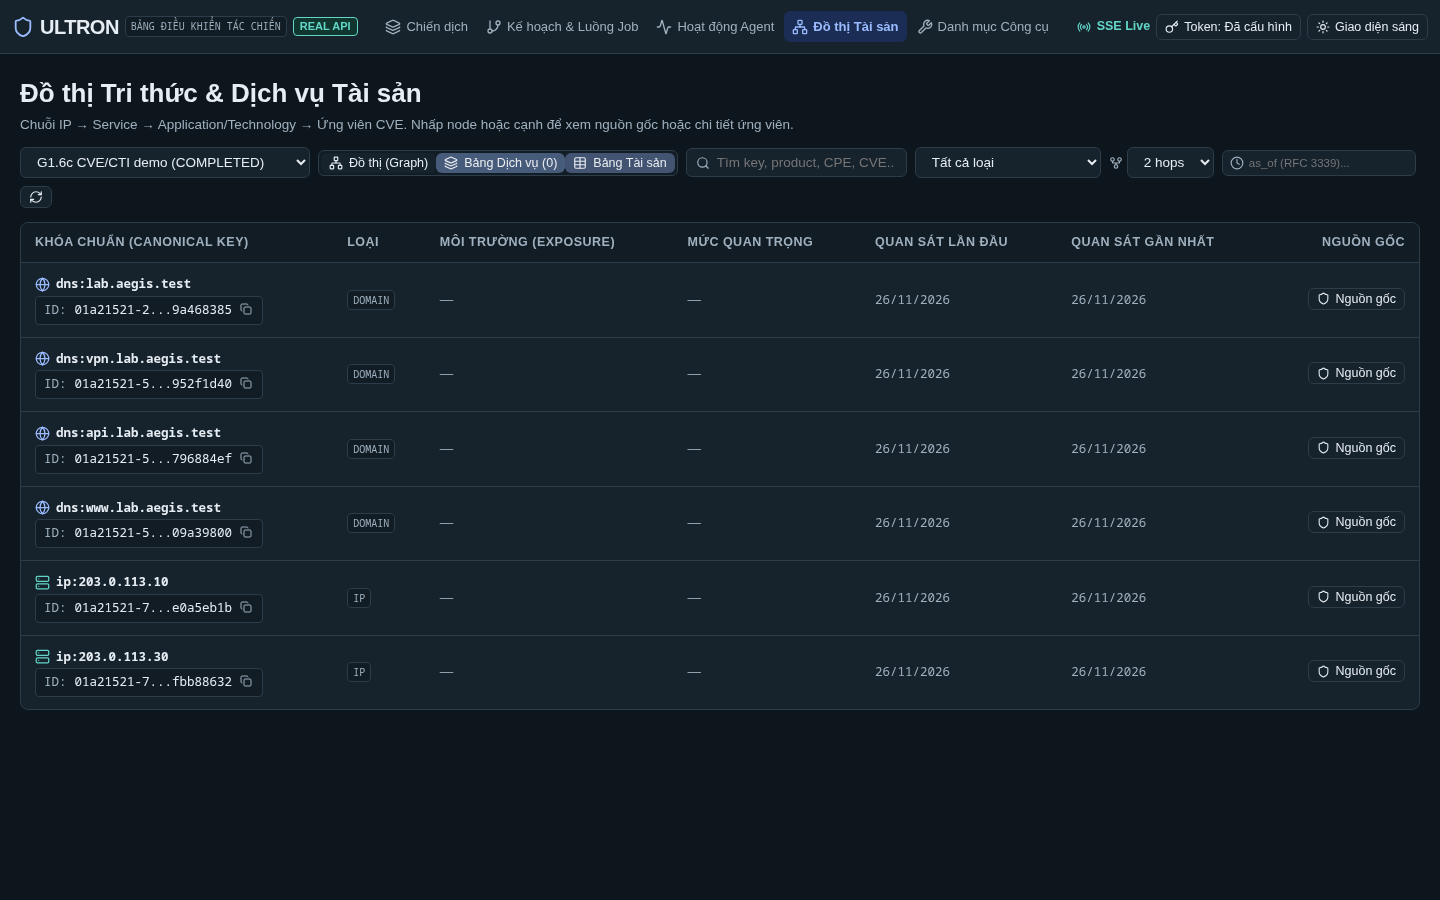 ULTRON BẢNG ĐIỀU KHIỂN TÁC CHIẾN REAL API Chiến dịch Kế hoạch & Luồng Job Hoạt động Agent Đồ thị Tài sản Danh mục Công cụ SSE Live Token: Đã cấu hình Giao diện sáng
Đồ thị Tri thức & Dịch vụ Tài sản
Chuỗi IP → Service → Application/Technology → Ứng viên CVE. Nhấp node hoặc cạnh để xem nguồn gốc hoặc chi tiết ứng viên.
G1.6c CVE/CTI demo (COMPLETED) Đồ thị (Graph) Bảng Dịch vụ (0) Bảng Tài sản Tìm key, product, CPE, CVE.. Tất cả loại 2 hops as_of (RFC 3339)...
KHÓA CHUẨN (CANONICAL KEY) LOẠI MÔI TRƯỜNG (EXPOSURE) MỨC QUAN TRỌNG QUAN SÁT LẦN ĐẦU QUAN SÁT GẦN NHẤT NGUỒN GỐC
dns:lab.aegis.test
ID: 01a21521-2...9a468385 DOMAIN — — 26/11/2026 26/11/2026 Nguồn gốc
dns:vpn.lab.aegis.test
ID: 01a21521-5...952f1d40 DOMAIN — — 26/11/2026 26/11/2026 Nguồn gốc
dns:api.lab.aegis.test
ID: 01a21521-5...796884ef DOMAIN — — 26/11/2026 26/11/2026 Nguồn gốc
dns:www.lab.aegis.test
ID: 01a21521-5...09a39800 DOMAIN — — 26/11/2026 26/11/2026 Nguồn gốc
ip:203.0.113.10
ID: 01a21521-7...e0a5eb1b IP — — 26/11/2026 26/11/2026 Nguồn gốc
ip:203.0.113.30
ID: 01a21521-7...fbb88632 IP — — 26/11/2026 26/11/2026 Nguồn gốc